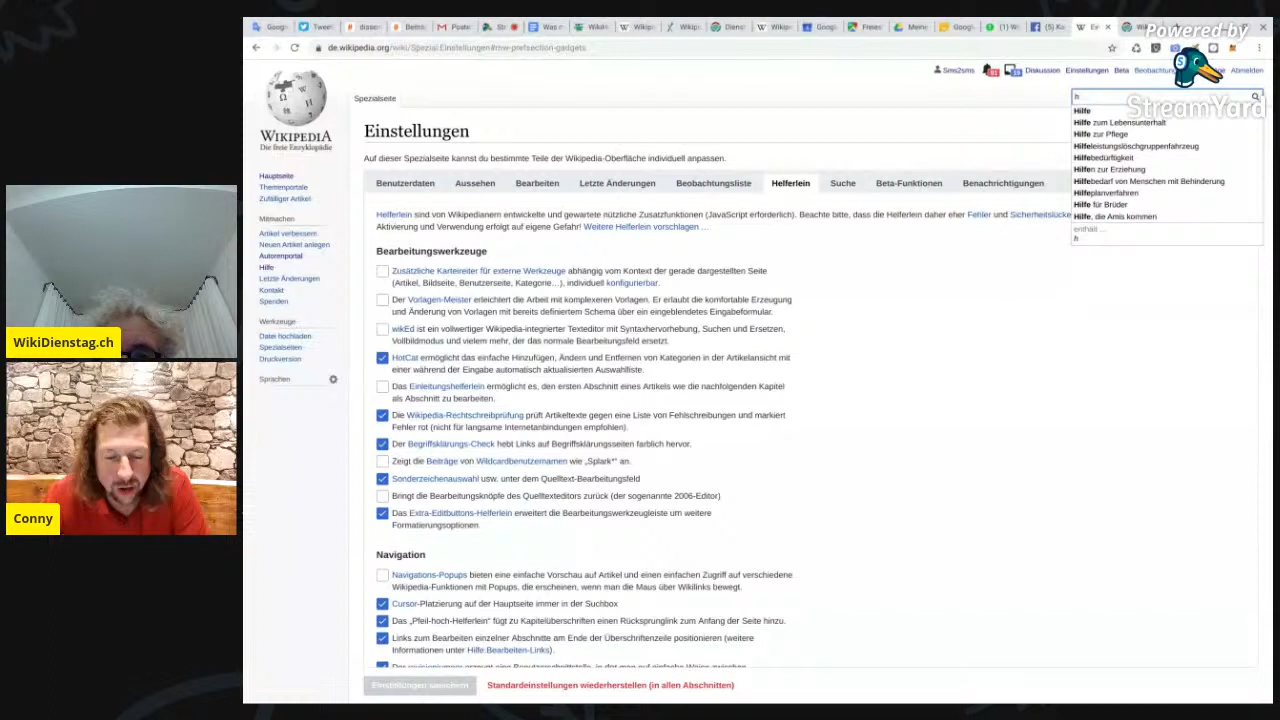 Google
Tweet
disser
Gmail
de.wikipedia.org/wiki/Spezial:Einstellungen#mw-prefsection-gadgets
Powered by
StreamYard
Sms2sms
Diskussion
Einstellungen
Beta
Beobachtung
Abmelden
WIKIPEDIA
Die freie Enzyklopädie
Hauptseite
Themenportale
Zufälliger Artikel
Mitmachen
Artikel verbessern
Neuen Artikel anlegen
Autorenportal
Hilfe
Letzte Änderungen
Kontakt
Spenden
Werkzeuge
Datei hochladen
Spezialseiten
Druckversion
Sprachen
Spezialseite
h
Hilfe
Hilfe zum Lebensunterhalt
Hilfe zur Pflege
Hilfeleistungslöschgruppenfahrzeug
Hilfebedürftigkeit
Hilfen zur Erziehung
Hilfebedarf von Menschen mit Behinderung
Hilfeplanverfahren
Hilfe für Brüder
Hilfe, die Amis kommen
enthält ...
h
Einstellungen
Auf dieser Spezialseite kannst du bestimmte Teile der Wikipedia-Oberfläche individuell anpassen.
Benutzerdaten
Aussehen
Bearbeiten
Letzte Änderungen
Beobachtungsliste
Helferlein
Suche
Beta-Funktionen
Benachrichtigungen
Helferlein sind von Wikipedianern entwickelte und gewartete nützliche Zusatzfunktionen (JavaScript erforderlich). Beachte bitte, dass die Helferlein daher eher Fehler und Sicherheitslücke
Aktivierung und Verwendung erfolgt auf eigene Gefahr! Weitere Helferlein vorschlagen …
Bearbeitungswerkzeuge
Zusätzliche Kartenreiter für externe Werkzeuge abhängig vom Kontext der gerade dargestellten Seite
(Artikel, Bildseite, Benutzerseite, Kategorie…), individuell konfigurierbar.
Der Vorlagen-Meister erleichtert die Arbeit mit komplexeren Vorlagen. Er erlaubt die komfortable Erzeugung
und Änderung von Vorlagen mit bereits definiertem Schema über ein eingeblendetes Eingabeformular.
wikEd ist ein vollwertiger Wikipedia-integrierter Texteditor mit Syntaxhervorhebung, Suchen und Ersetzen,
Vollbildmodus und vielem mehr, der das normale Bearbeitungsfeld ersetzt.
HotCat ermöglicht das einfache Hinzufügen, Ändern und Entfernen von Kategorien in der Artikelansicht mit
einer während der Eingabe automatisch aktualisierten Auswahlliste.
Das Einleitungshelferlein ermöglicht es, den ersten Abschnitt eines Artikels wie die nachfolgenden Kapitel
als Abschnitt zu bearbeiten.
Die Wikipedia-Rechtschreibprüfung prüft Artikeltexte gegen eine Liste von Fehlschreibungen und markiert
Fehler rot (nicht für langsame Internetanbindungen empfohlen).
Der Begriffsklärungs-Check hebt Links auf Begriffsklärungsseiten farblich hervor.
Zeigt die Beiträge von Wildcardbenutzernamen wie „Splark*“ an.
Sonderzeichenauswahl usw. unter dem Quelltext-Bearbeitungsfeld
Bringt die Bearbeitungsknöpfe des Quelltexteditors zurück (der sogenannte 2006-Editor)
Das Extra-Editbuttons-Helferlein erweitert die Bearbeitungswerkzeugleiste um weitere
Formatierungsoptionen
Navigation
Navigations-Popups bieten eine einfache Vorschau auf Artikel und einen einfachen Zugriff auf verschiedene
Wikipedia-Funktionen mit Popups, die erscheinen, wenn man die Maus über Wikilinks bewegt.
Cursor-Platzierung auf der Hauptseite immer in der Suchbox
Das „Pfeil-hoch-Helferlein“ fügt zu Kapitelüberschriften einen Rücksprunglink zum Anfang der Seite hinzu.
Links zum Bearbeiten einzelner Abschnitte am Ende der Überschriftenzeile positionieren (weitere
Informationen unter Hilfe:Bearbeiten-Links).
Einstellungen speichern
Standardeinstellungen wiederherstellen (in allen Abschnitten)
WikiDienstag.ch
Conny